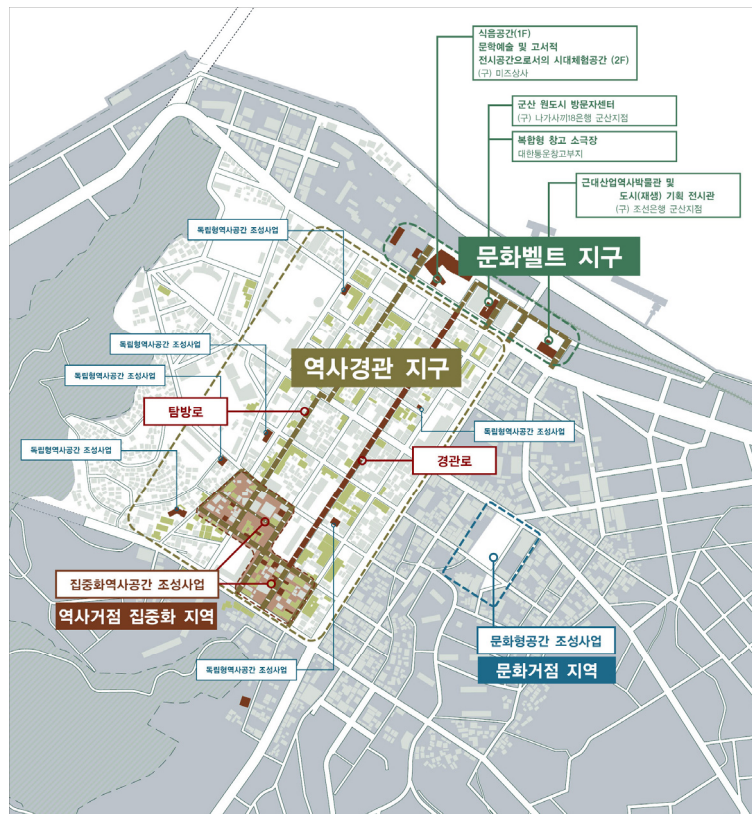 식음공간(1F)
문학예술 및 고서적
전시공간으로서의 시대체험공간 (2F)
(구) 미즈상사
군산 원도시 방문자센터
(구) 나가사끼18은행 군산지점
복합형 창고 소극장
대한통운창고부지
근대산업역사박물관 및
도시(재생) 기획 전시관
(구) 조선은행 군산지점
독립형역사공간 조성사업
문화벨트 지구
독립형역사공간 조성사업
역사경관 지구
독립형역사공간 조성사업
탐방로
독립형역사공간 조성사업
독립형역사공간 조성사업
경관로
집중화역사공간 조성사업
역사거점 집중화 지역
문화형공간 조성사업
독립형역사공간 조성사업
문화거점 지역